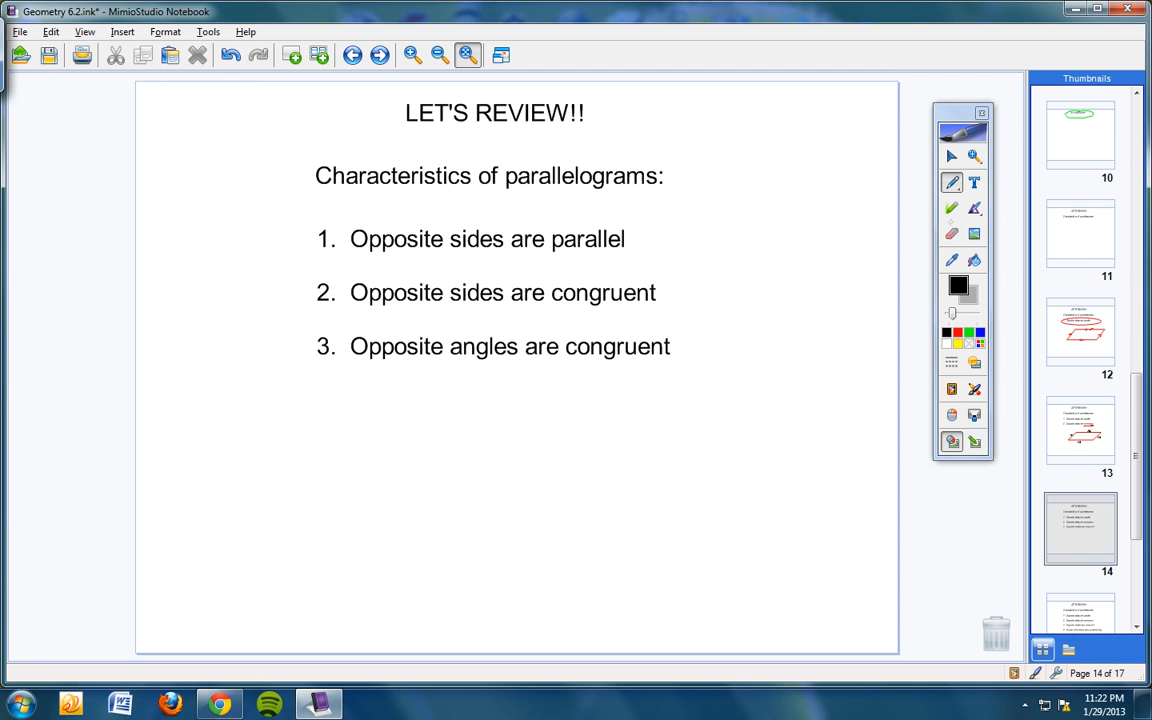 Geometry 6.2.ink* - MimioStudio Notebook
File Edit View Insert Format Tools Help
LET'S REVIEW!!
Characteristics of parallelograms:
1. Opposite sides are parallel
2. Opposite sides are congruent
3. Opposite angles are congruent
Thumbnails
10
11
12
13
14
Page 14 of 17
11:22 PM
1/29/2013